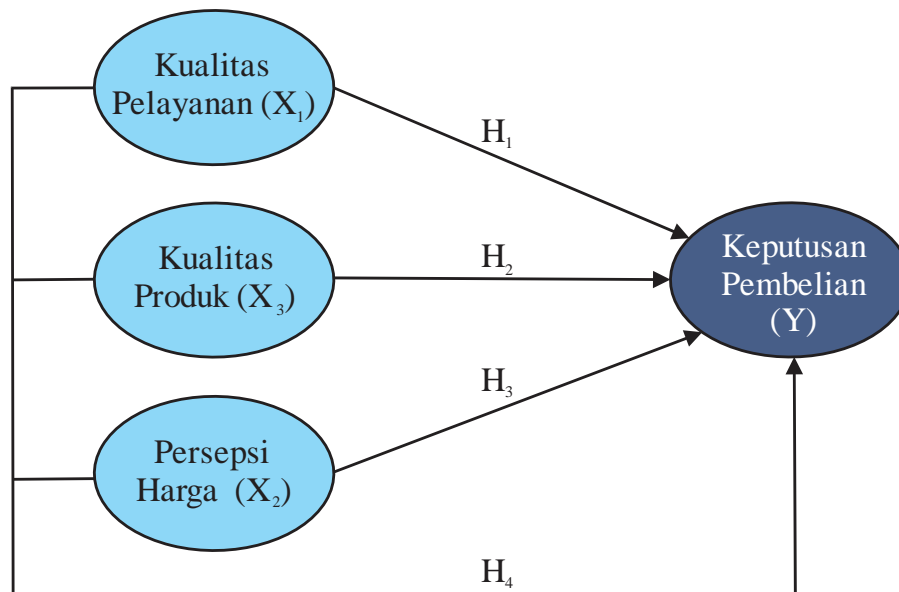 Kualitas
Pelayanan (X₁)
H₁
Kualitas
Produk (X₃)
H₂
Keputusan
Pembelian
(Y)
H₃
Persepsi
Harga (X₂)
H₄